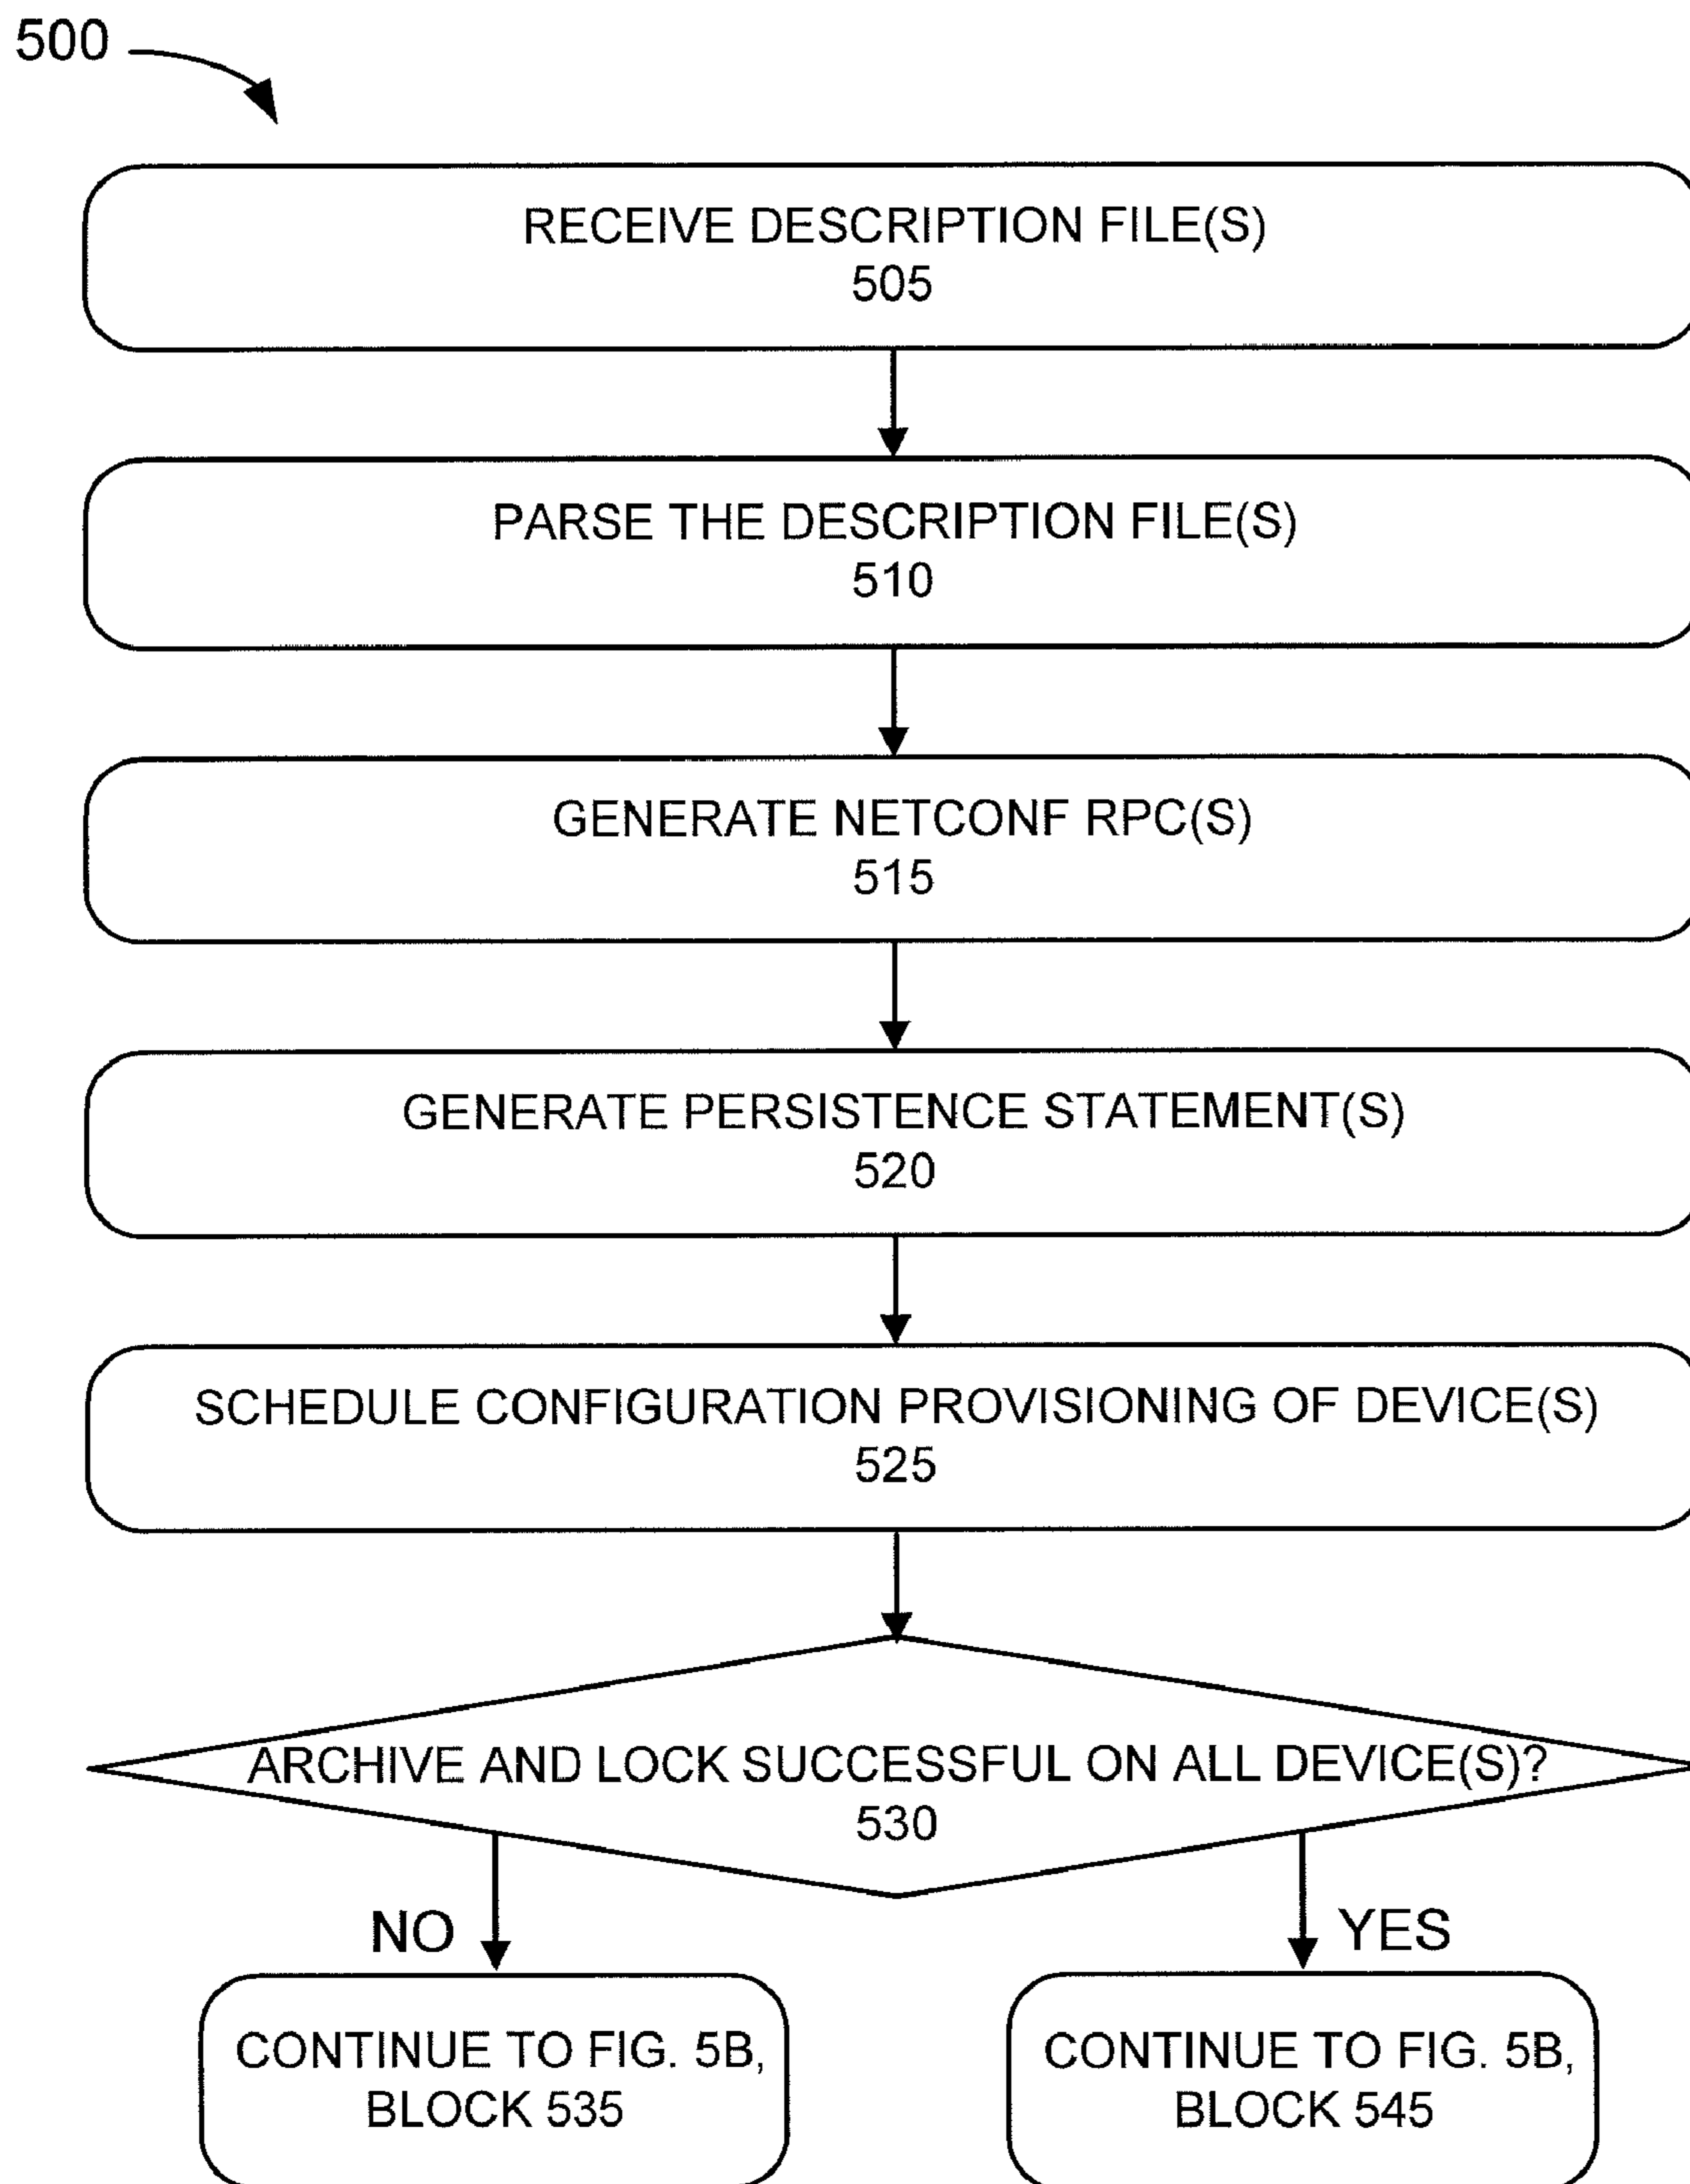 500
RECEIVE DESCRIPTION FILE(S)
505
PARSE THE DESCRIPTION FILE(S)
510
GENERATE NETCONF RPC(S)
515
GENERATE PERSISTENCE STATEMENT(S)
520
SCHEDULE CONFIGURATION PROVISIONING OF DEVICE(S)
525
ARCHIVE AND LOCK SUCCESSFUL ON ALL DEVICE(S)?
530
NO
YES
CONTINUE TO FIG. 5B,
BLOCK 535
CONTINUE TO FIG. 5B,
BLOCK 545